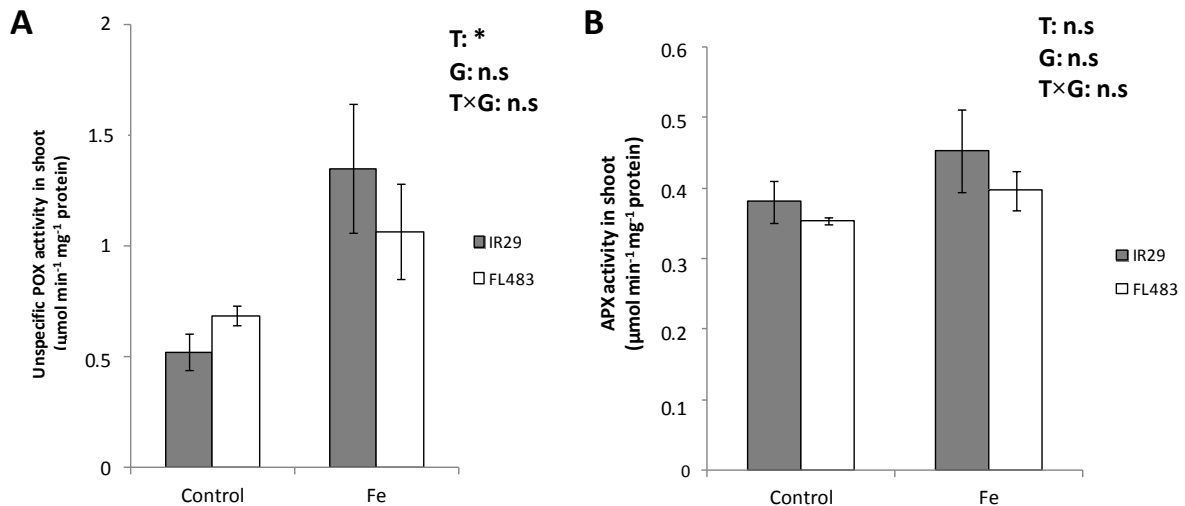 A
T: *
G: n.s
T×G: n.s
Unspecific POX acttivity in shoot
(µmol min⁻¹ mg⁻¹ protein)
2
1.5
1
0.5
0
Control
Fe
IR29
FL483
B
T: n.s
G: n.s
T×G: n.s
APX activity in shoot
(µmol min⁻¹ mg⁻¹ protein)
0.6
0.5
0.4
0.3
0.2
0.1
0
Control
Fe
IR29
FL483